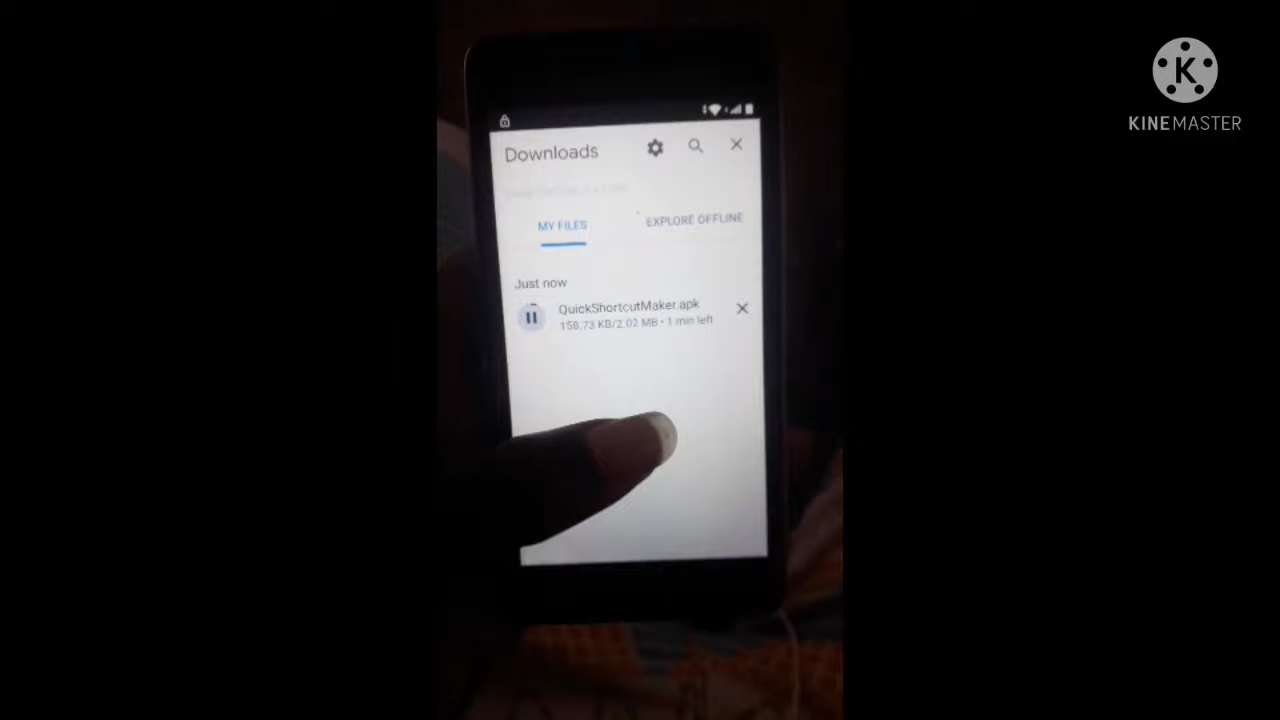 K
KINEMASTER
Downloads
MY FILES
EXPLORE OFFLINE
Just now
QuickShortcutMaker.apk
158.73 KB/2.02 MB • 1 min left